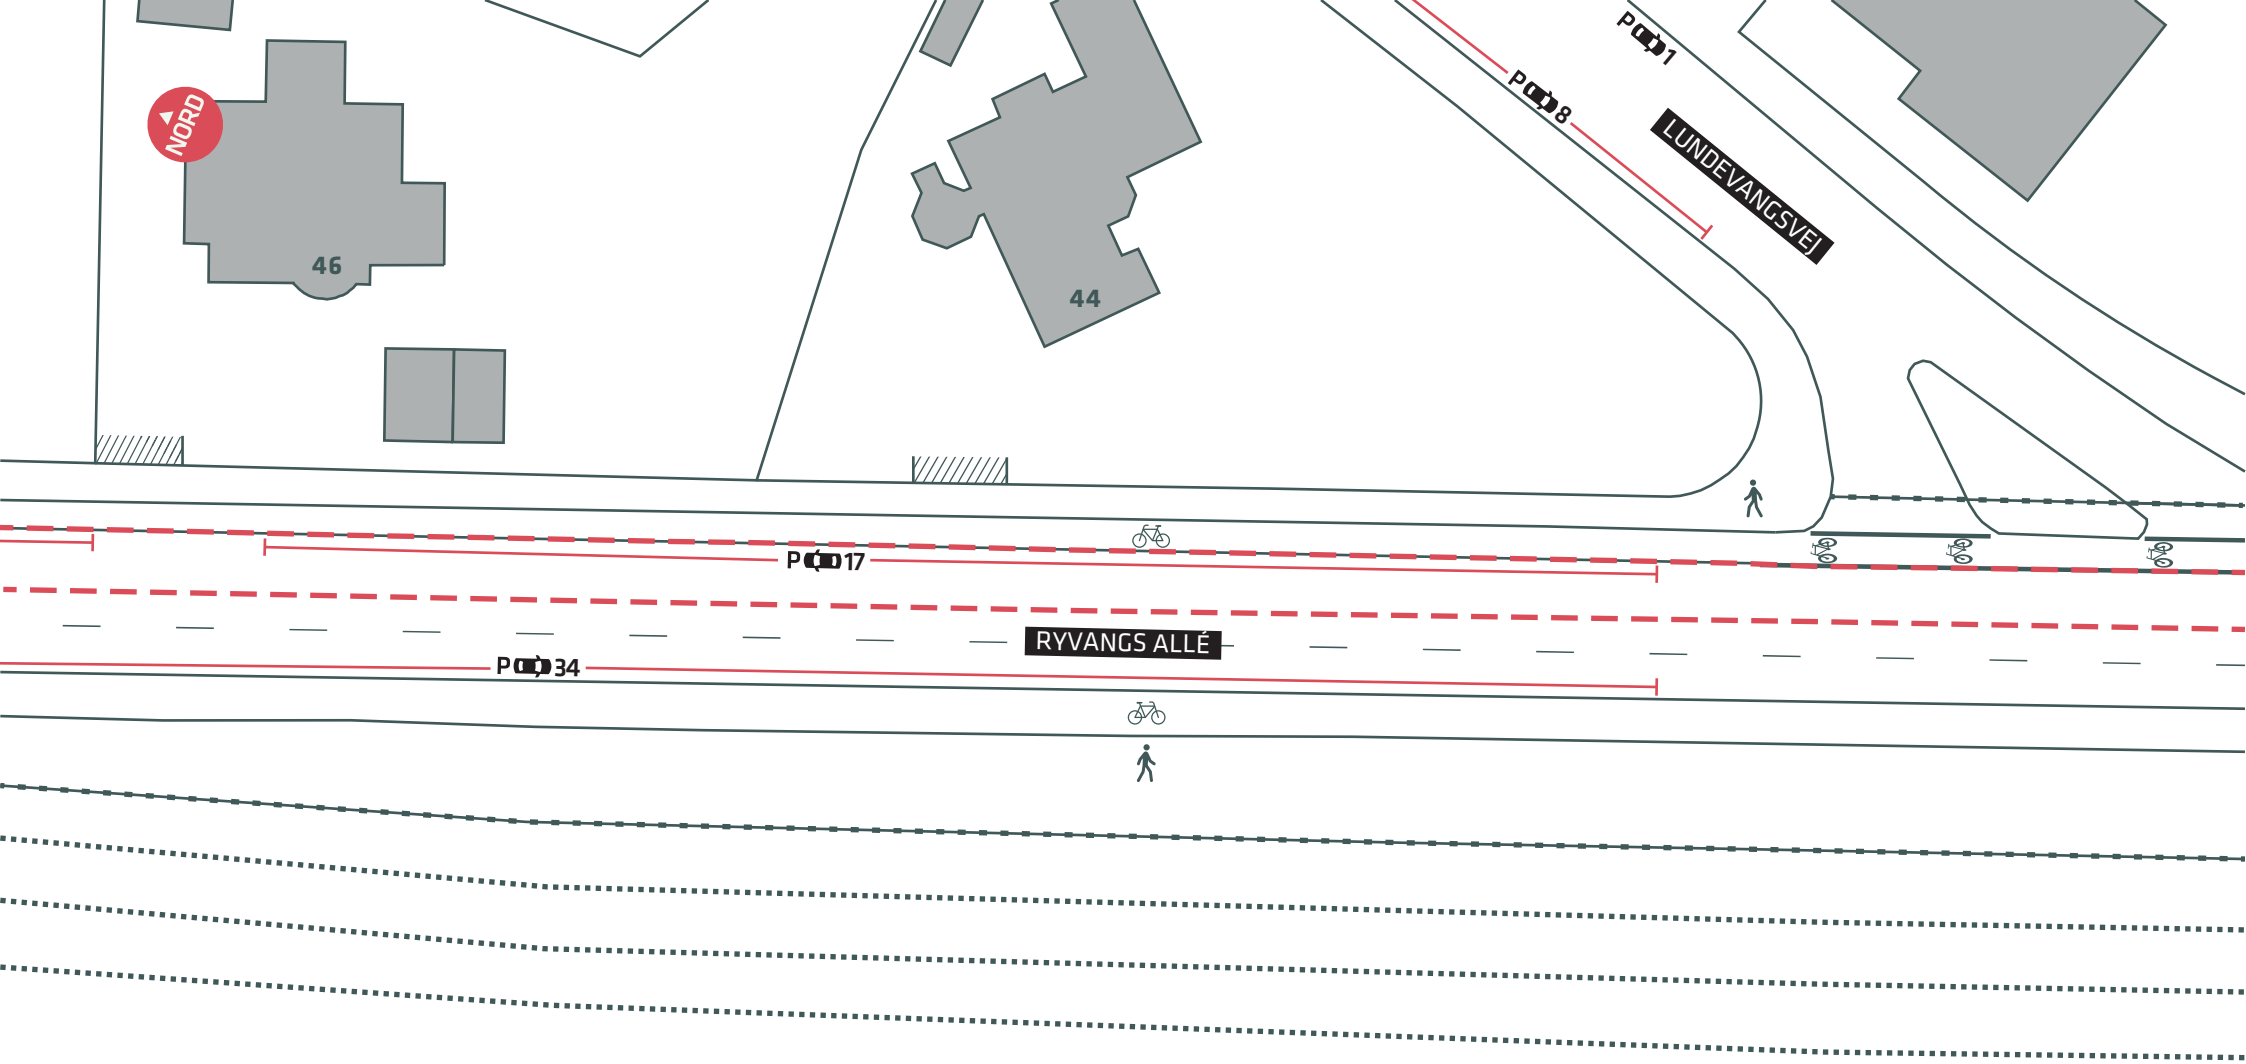 P 1
P 8
NORD
LUNDEVANGSVEJ
46
44
P 17
RYVANGS ALLÉ
P 34